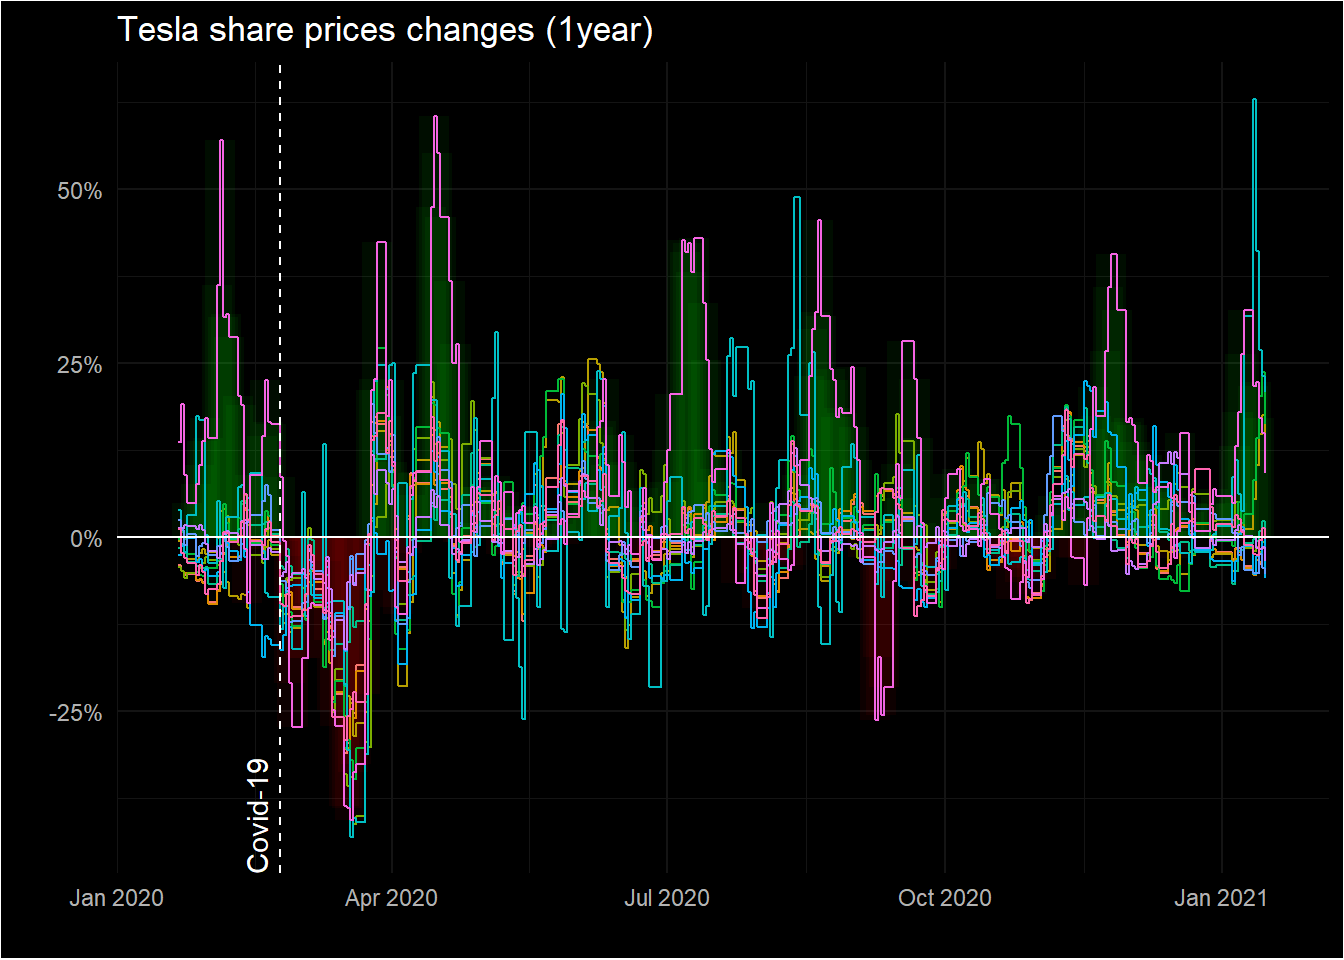 Tesla share prices changes (1year)
50%
25%
0%
-25%
Covid-19
Jan 2020
Apr 2020
Jul 2020
Oct 2020
Jan 2021